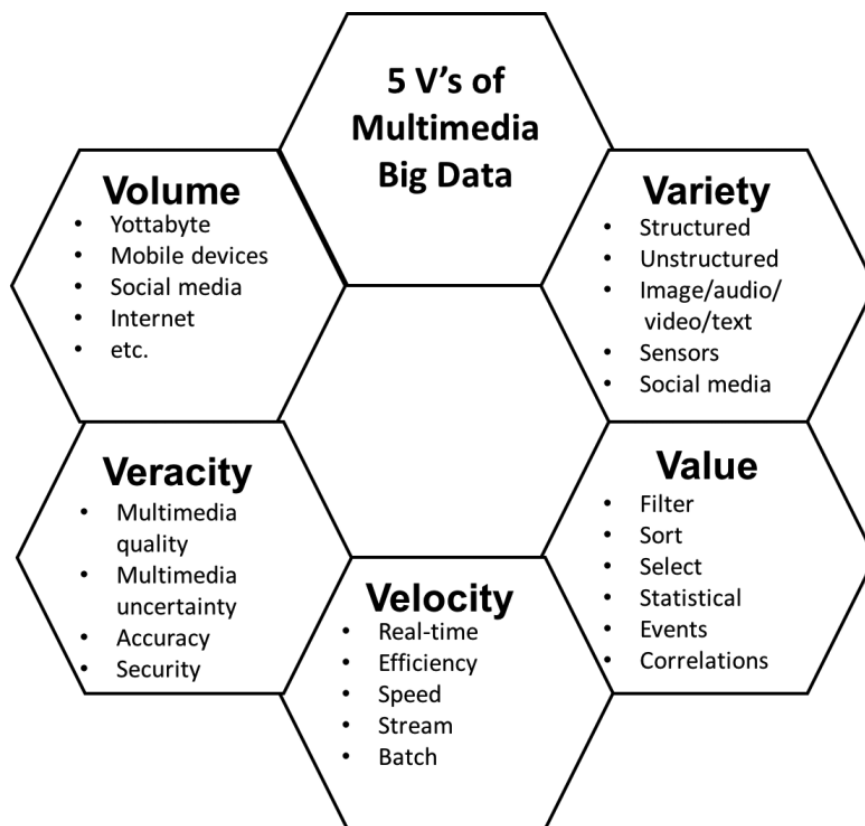 5 V’s of
Multimedia
Big Data
Volume
• Yottabyte
• Mobile devices
• Social media
• Internet
• etc.
Variety
• Structured
• Unstructured
• Image/audio/
video/text
• Sensors
• Social media
Veracity
• Multimedia
quality
• Multimedia
uncertainty
• Accuracy
• Security
Velocity
• Real-time
• Efficiency
• Speed
• Stream
• Batch
Value
• Filter
• Sort
• Select
• Statistical
• Events
• Correlations